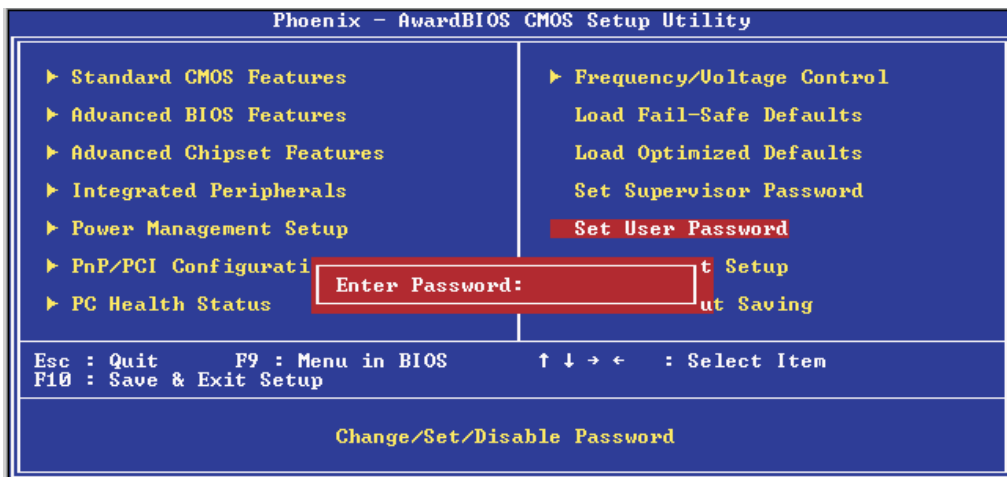 Phoenix - AwardBIOS CMOS Setup Utility
Standard CMOS Features
Advanced BIOS Features
Advanced Chipset Features
Integrated Peripherals
Power Management Setup
PnP/PCI Configurati
PC Health Status
Frequency/Voltage Control
Load Fail-Safe Defaults
Load Optimized Defaults
Set Supervisor Password
Set User Password
t Setup
ut Saving
Enter Password:
Esc : Quit F9 : Menu in BIOS ↑ ↓ → ← : Select Item
F10 : Save & Exit Setup
Change/Set/Disable Password